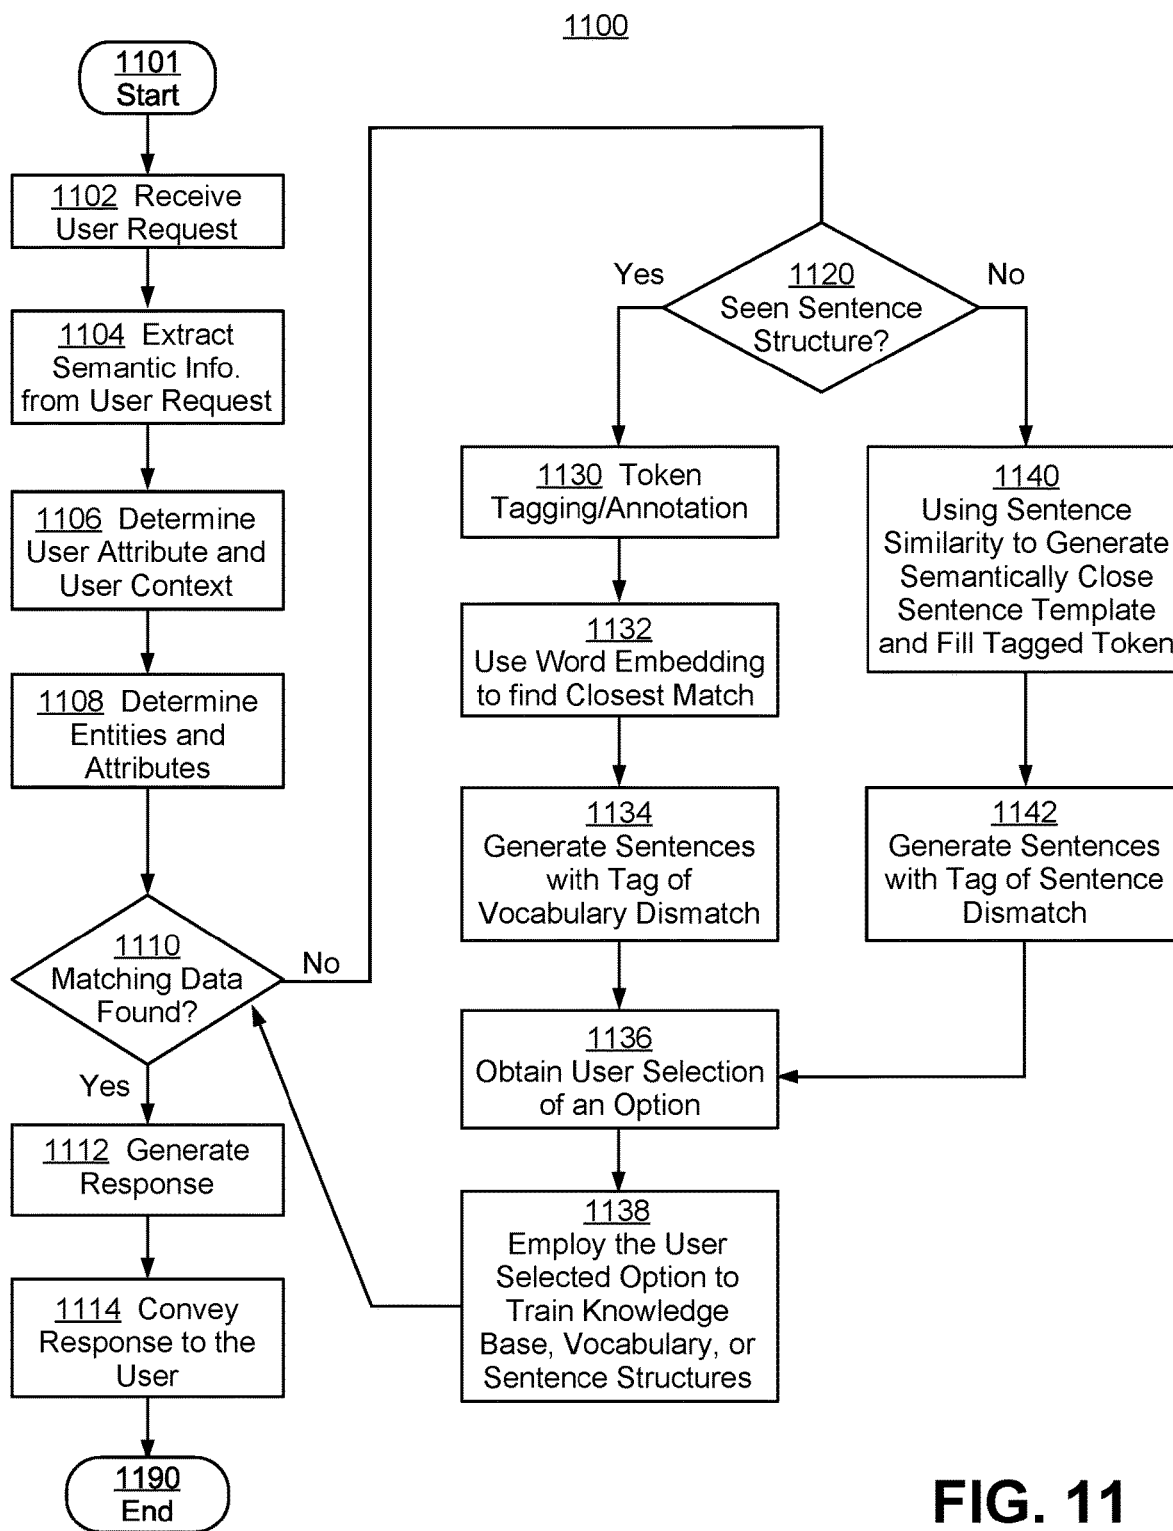 1100
1101
Start
1102 Receive
User Request
1104 Extract
Semantic Info.
from User Request
1106 Determine
User Attribute and
User Context
1108 Determine
Entities and
Attributes
1110
Matching Data
Found?
No
Yes
1112 Generate
Response
1114 Convey
Response to the
User
1190
End
1120
Seen Sentence
Structure?
Yes
No
1130 Token
Tagging/Annotation
1132
Use Word Embedding
to find Closest Match
1134
Generate Sentences
with Tag of
Vocabulary Dismatch
1136
Obtain User Selection
of an Option
1138
Employ the User
Selected Option to
Train Knowledge
Base, Vocabulary, or
Sentence Structures
1140
Using Sentence
Similarity to Generate
Semantically Close
Sentence Template
and Fill Tagged Token
1142
Generate Sentences
with Tag of Sentence
Dismatch
FIG. 11